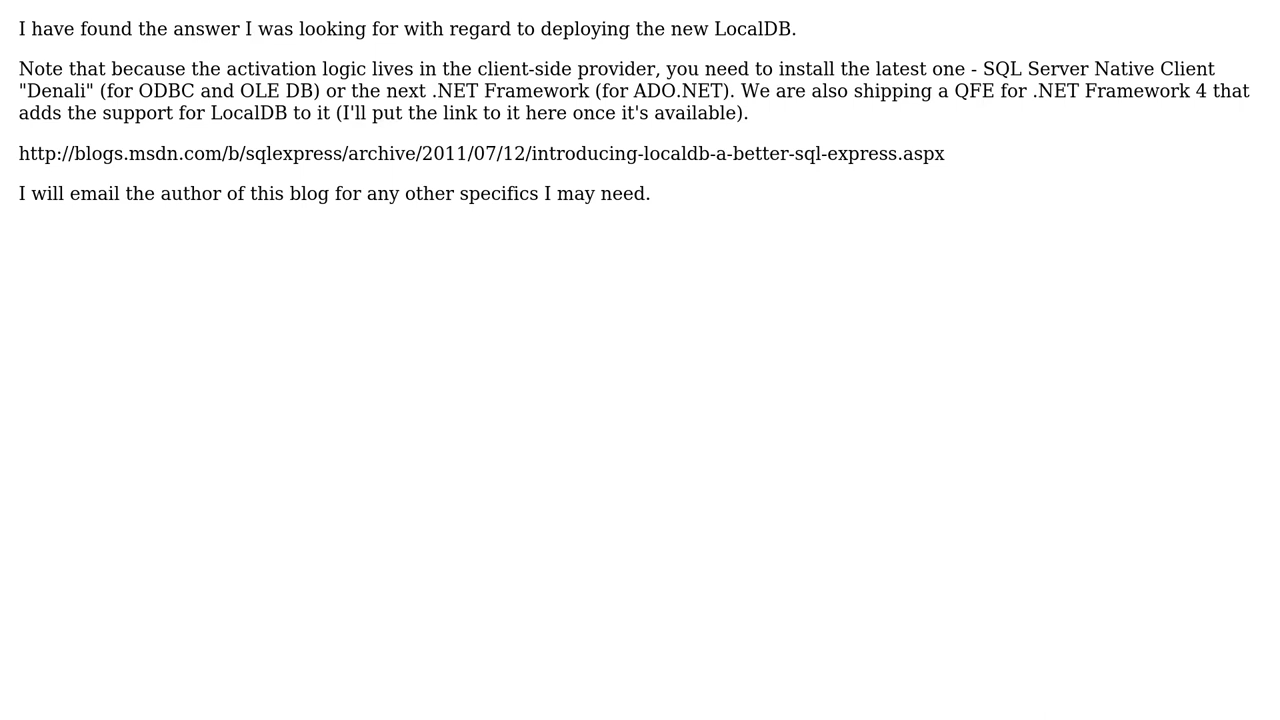 I have found the answer I was looking for with regard to deploying the new LocalDB.
Note that because the activation logic lives in the client-side provider, you need to install the latest one - SQL Server Native Client
"Denali" (for ODBC and OLE DB) or the next .NET Framework (for ADO.NET). We are also shipping a QFE for .NET Framework 4 that
adds the support for LocalDB to it (I'll put the link to it here once it's available).
http://blogs.msdn.com/b/sqlexpress/archive/2011/07/12/introducing-localdb-a-better-sql-express.aspx
I will email the author of this blog for any other specifics I may need.